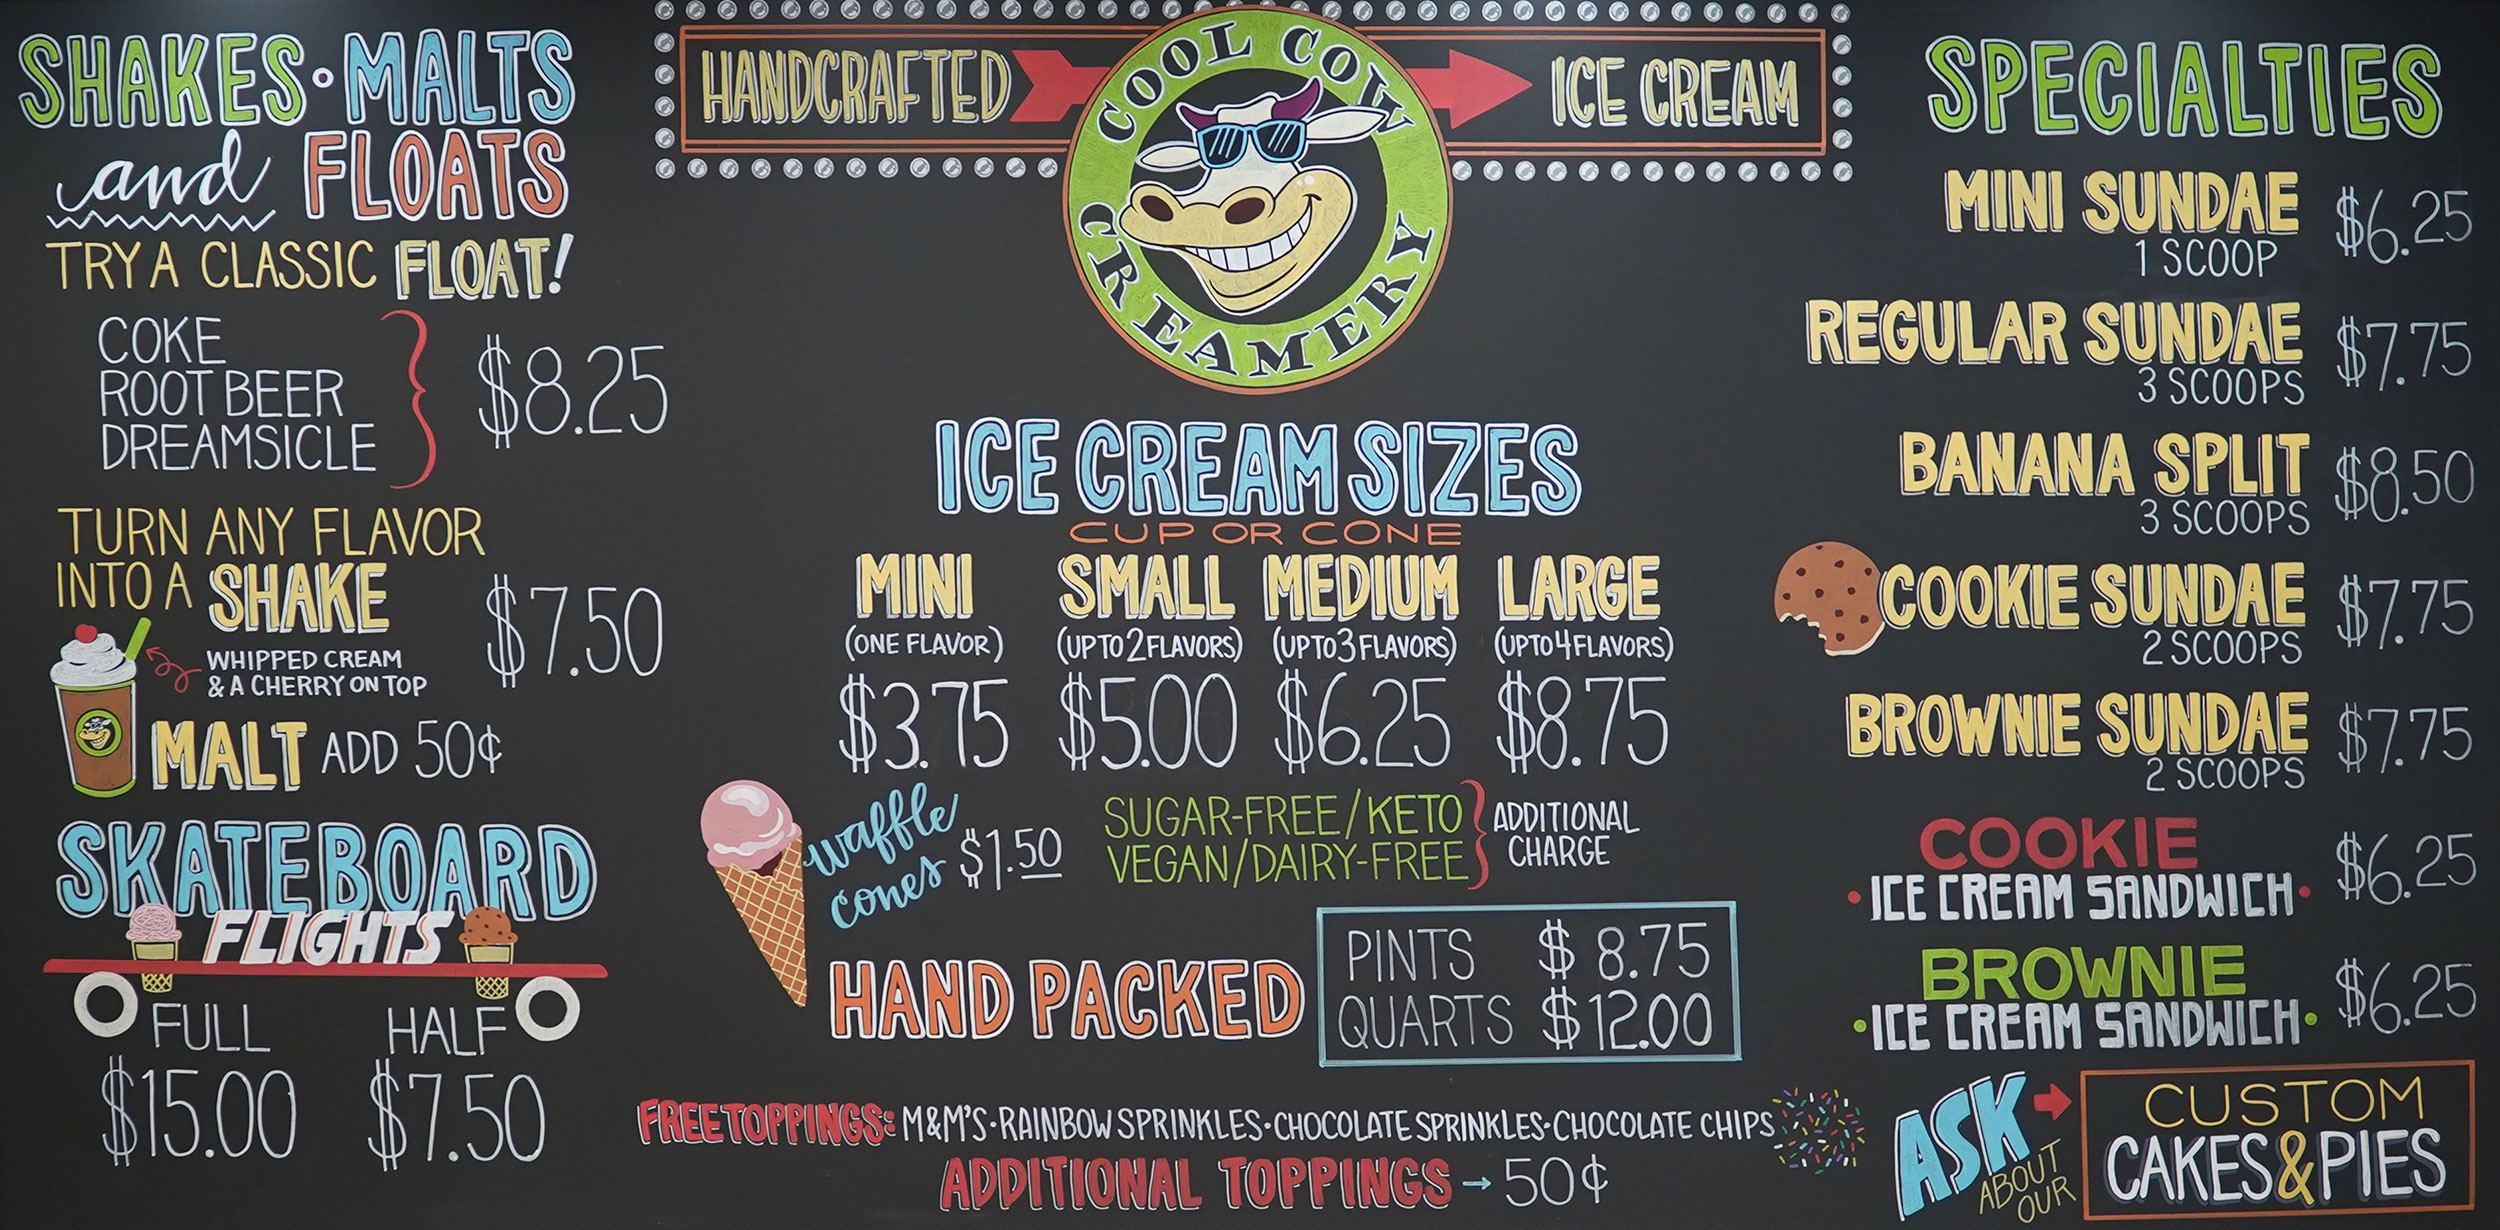 SHAKES • MALTS
and FLOATS
TRY A CLASSIC FLOAT!
COKE
ROOT BEER
DREAMSICLE
$8.25
TURN ANY FLAVOR
INTO A SHAKE
$7.50
WHIPPED CREAM
& A CHERRY ON TOP
MALT ADD 50¢
SKATEBOARD
FLIGHTS
FULL HALF
$15.00 $7.50
HANDCRAFTED ICE CREAM
COOL COW
CREAMERY
ICE CREAM SIZES
CUP OR CONE
MINI SMALL MEDIUM LARGE
(ONE FLAVOR) (UP TO 2 FLAVORS) (UP TO 3 FLAVORS) (UP TO 4 FLAVORS)
$3.75 $5.00 $6.25 $8.75
waffle
cones $1.50
SUGAR-FREE/KETO
VEGAN/DAIRY-FREE
ADDITIONAL
CHARGE
HAND PACKED
PINTS $ 8.75
QUARTS $12.00
FREE TOPPINGS: M&M'S • RAINBOW SPRINKLES • CHOCOLATE SPRINKLES • CHOCOLATE CHIPS
ADDITIONAL TOPPINGS → 50¢
SPECIALTIES
MINI SUNDAE $6.25
1 SCOOP
REGULAR SUNDAE $7.75
3 SCOOPS
BANANA SPLIT $8.50
3 SCOOPS
COOKIE SUNDAE $7.75
2 SCOOPS
BROWNIE SUNDAE $7.75
2 SCOOPS
COOKIE
• ICE CREAM SANDWICH • $6.25
BROWNIE
• ICE CREAM SANDWICH • $6.25
ASK
ABOUT
OUR
CUSTOM
CAKES & PIES